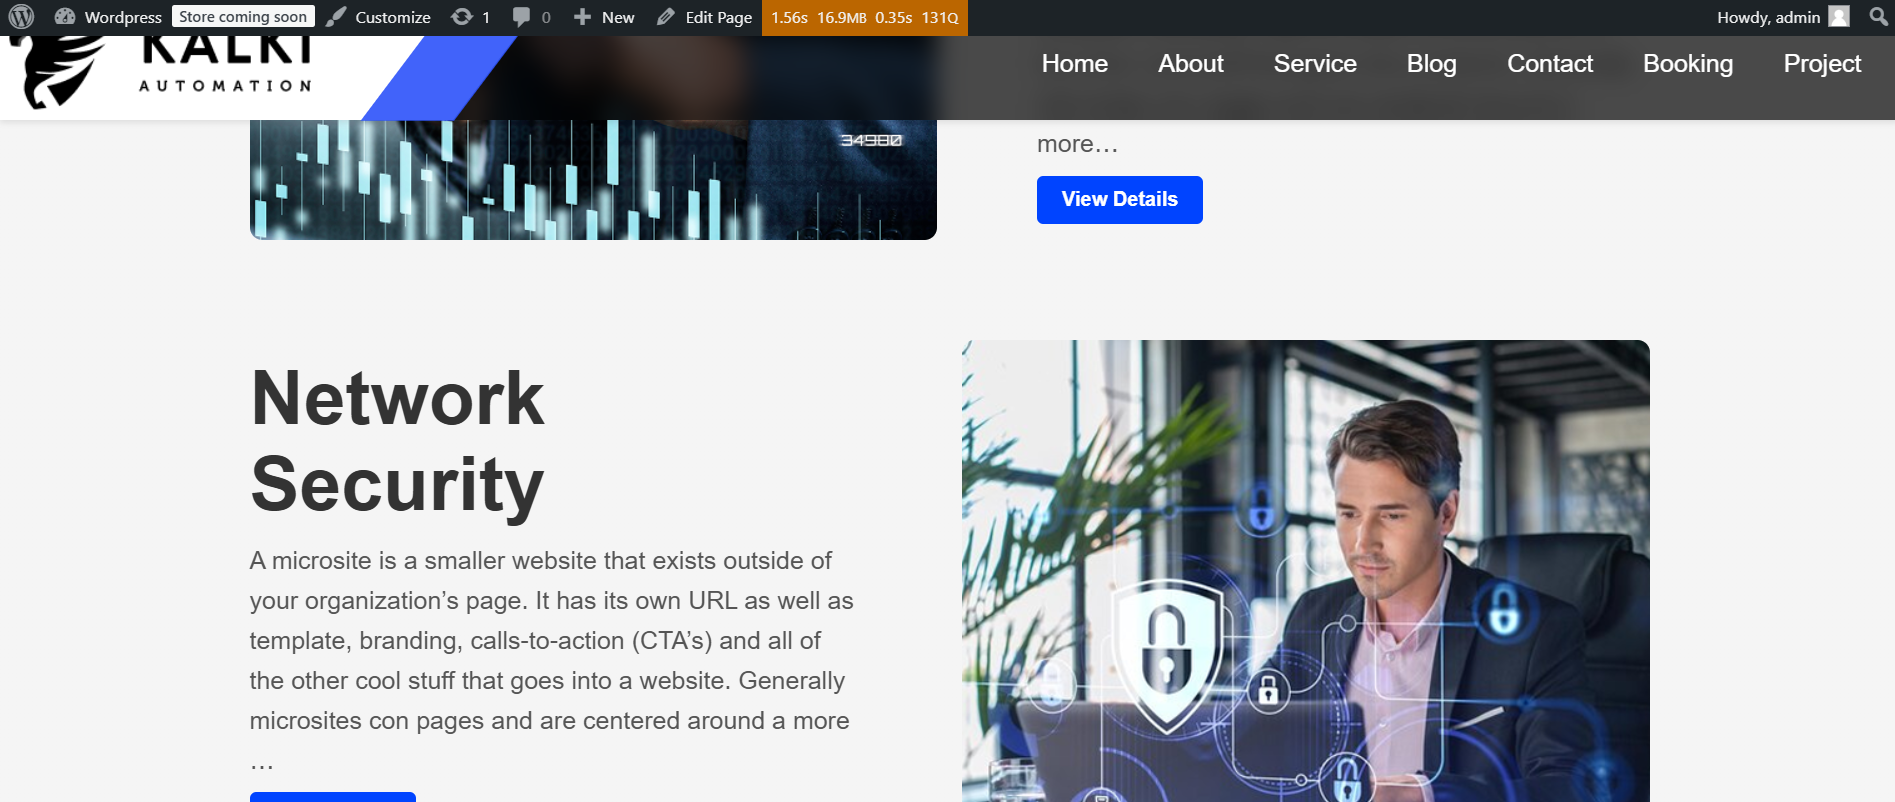 Wordpress Store coming soon Customize 1 0 New Edit Page 1.56s 16.9MB 0.35s 131Q Howdy, admin
KALKI
AUTOMATION
Home About Service Blog Contact Booking Project
34980
more…
View Details
Network
Security
A microsite is a smaller website that exists outside of
your organization’s page. It has its own URL as well as
template, branding, calls-to-action (CTA’s) and all of
the other cool stuff that goes into a website. Generally
microsites con pages and are centered around a more
…